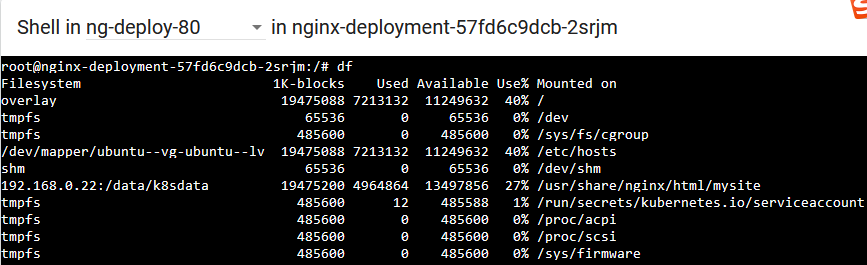 Shell in ng-deploy-80 in nginx-deployment-57fd6c9dcb-2srjm
root@nginx-deployment-57fd6c9dcb-2srjm:/# df
Filesystem 1K-blocks Used Available Use% Mounted on
overlay 19475088 7213132 11249632 40% /
tmpfs 65536 0 65536 0% /dev
tmpfs 485600 0 485600 0% /sys/fs/cgroup
/dev/mapper/ubuntu--vg-ubuntu--lv 19475088 7213132 11249632 40% /etc/hosts
shm 65536 0 65536 0% /dev/shm
192.168.0.22:/data/k8sdata 19475200 4964864 13497856 27% /usr/share/nginx/html/mysite
tmpfs 485600 12 485588 1% /run/secrets/kubernetes.io/serviceaccount
tmpfs 485600 0 485600 0% /proc/acpi
tmpfs 485600 0 485600 0% /proc/scsi
tmpfs 485600 0 485600 0% /sys/firmware